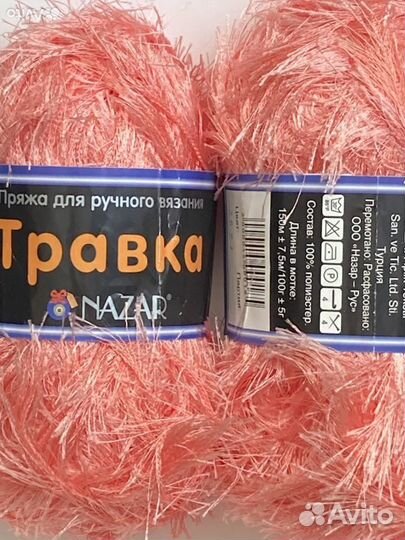 Пряжа для ручного вязания
Травка
NAZAR®
Длина в мотке:
150м ± 7,5м/100г ± 5г
Состав: 100% полиэстер
San. ve Tic. Ltd. Sti.
Турция
Перемотано: Расфасовано:
ООО «Назар – Рус»
Avito